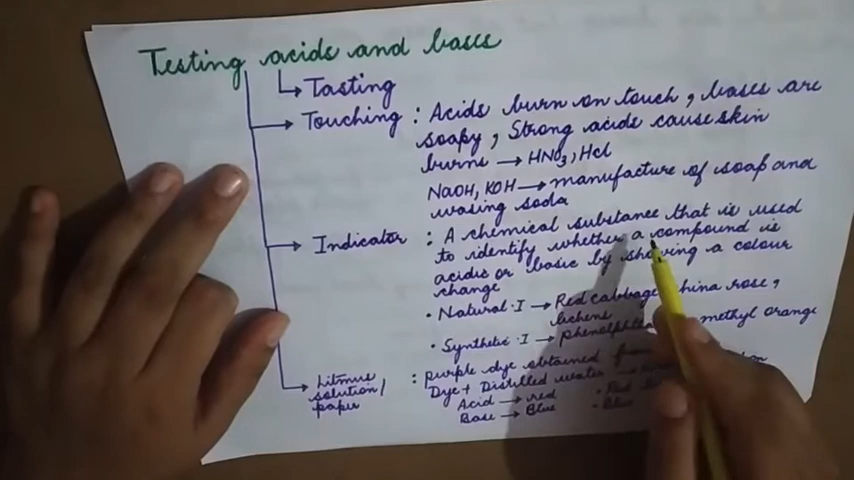 Testing acids and bases
Tasting
Touching : Acids burn on touch, bases are
soapy, Strong acids cause skin
burns → HNO3, Hcl
NaOH, KOH → manufacture of soap and
wasing soda
Indicator : A chemical substance that is used
to identify whether a compound is
acidic or basic by showing a colour
change
• Natural·I → Red cabbage, China rose,
lichens
• Synthetic·I → methyl orange
Litmus solution/ paper : purple dye obtained from
Dye + Distilled water
Acid → red • Red
Base → Blue • Blue